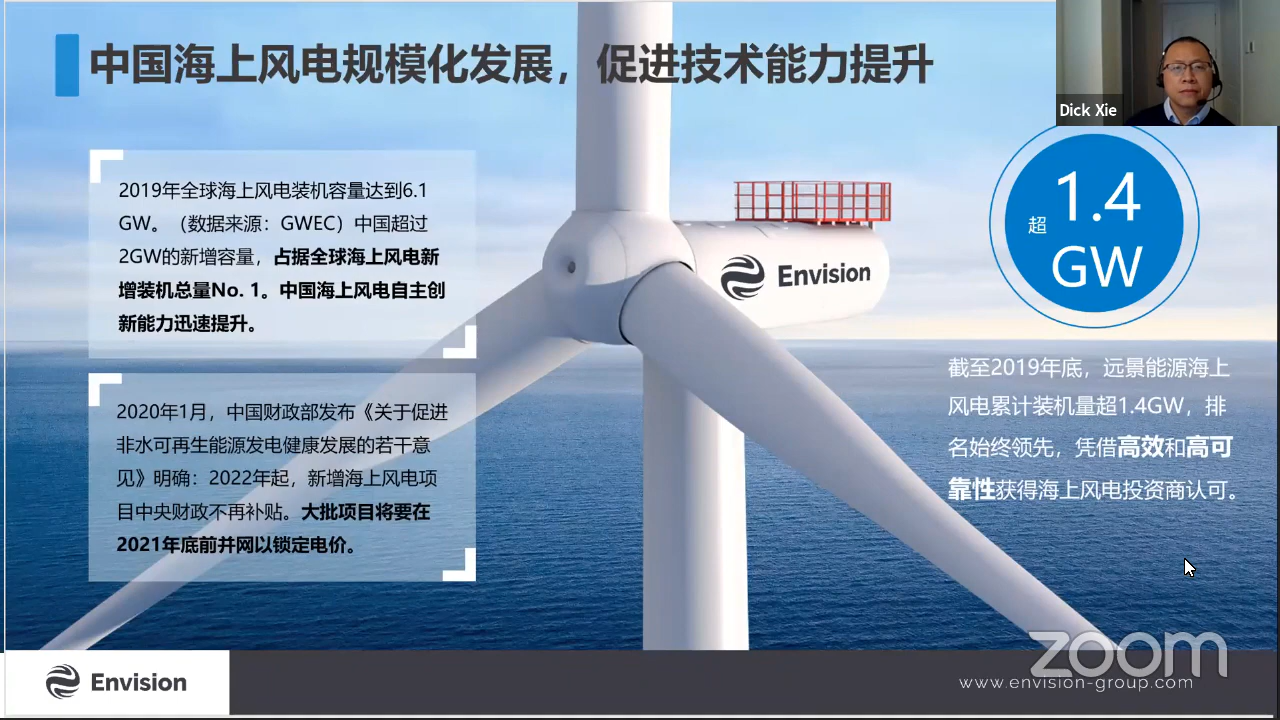 中国海上风电规模化发展，促进技术能力提升
Dick Xie
2019年全球海上风电装机容量达到6.1
GW。（数据来源：GWEC）中国超过
2GW的新增容量，占据全球海上风电新
增装机总量No. 1。中国海上风电自主创
新能力迅速提升。
2020年1月，中国财政部发布《关于促进
非水可再生能源发电健康发展的若干意
见》明确：2022年起，新增海上风电项
目中央财政不再补贴。大批项目将要在
2021年底前并网以锁定电价。
Envision
超
1.4
GW
截至2019年底，远景能源海上
风电累计装机量超1.4GW，排
名始终领先，凭借高效和高可
靠性获得海上风电投资商认可。
Envision
zoom
www.envision-group.com